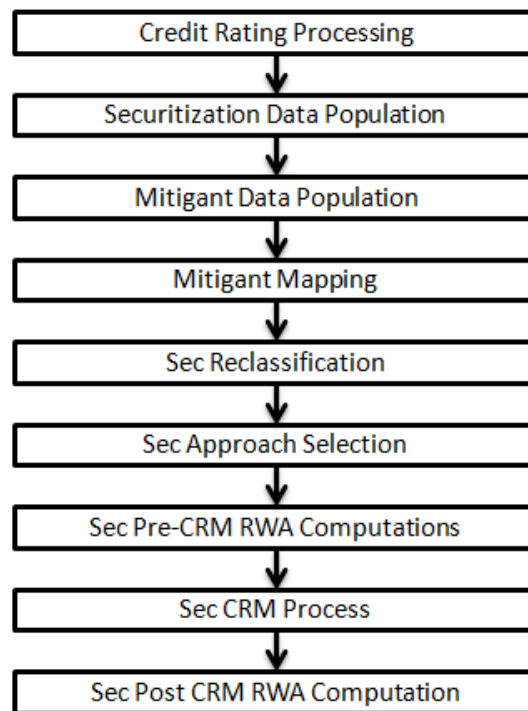 Credit Rating Processing
Securitization Data Population
Mitigant Data Population
Mitigant Mapping
Sec Reclassification
Sec Approach Selection
Sec Pre-CRM RWA Computations
Sec CRM Process
Sec Post CRM RWA Computation